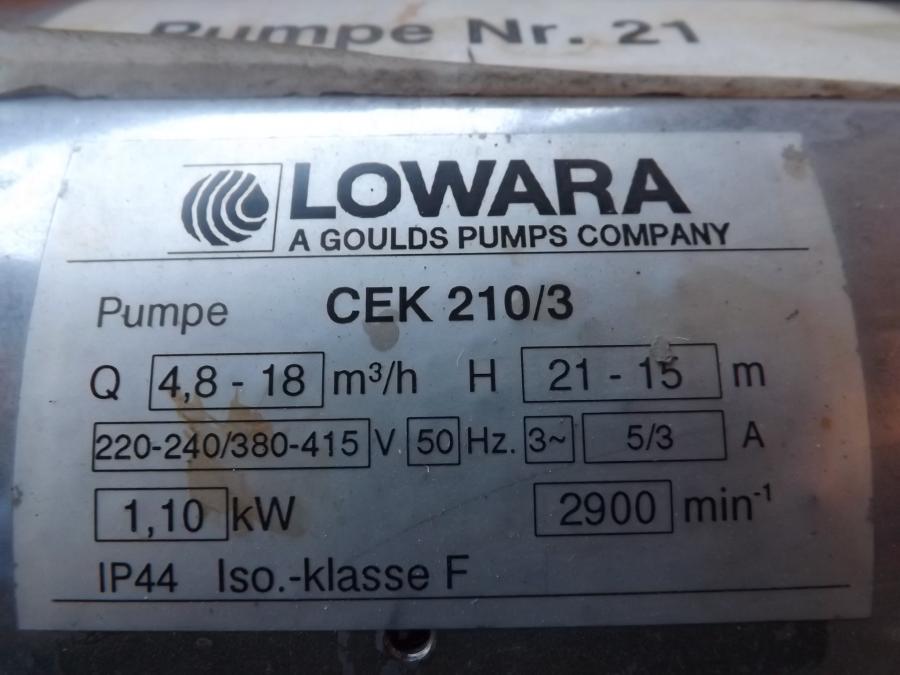 Pumpe Nr. 21
LOWARA
A GOULDS PUMPS COMPANY
Pumpe CEK 210/3
Q 4,8 - 18 m³/h H 21 - 15 m
220-240/380-415 V 50 Hz. 3~ 5/3 A
1,10 kW 2900 min⁻¹
IP44 Iso.-klasse F